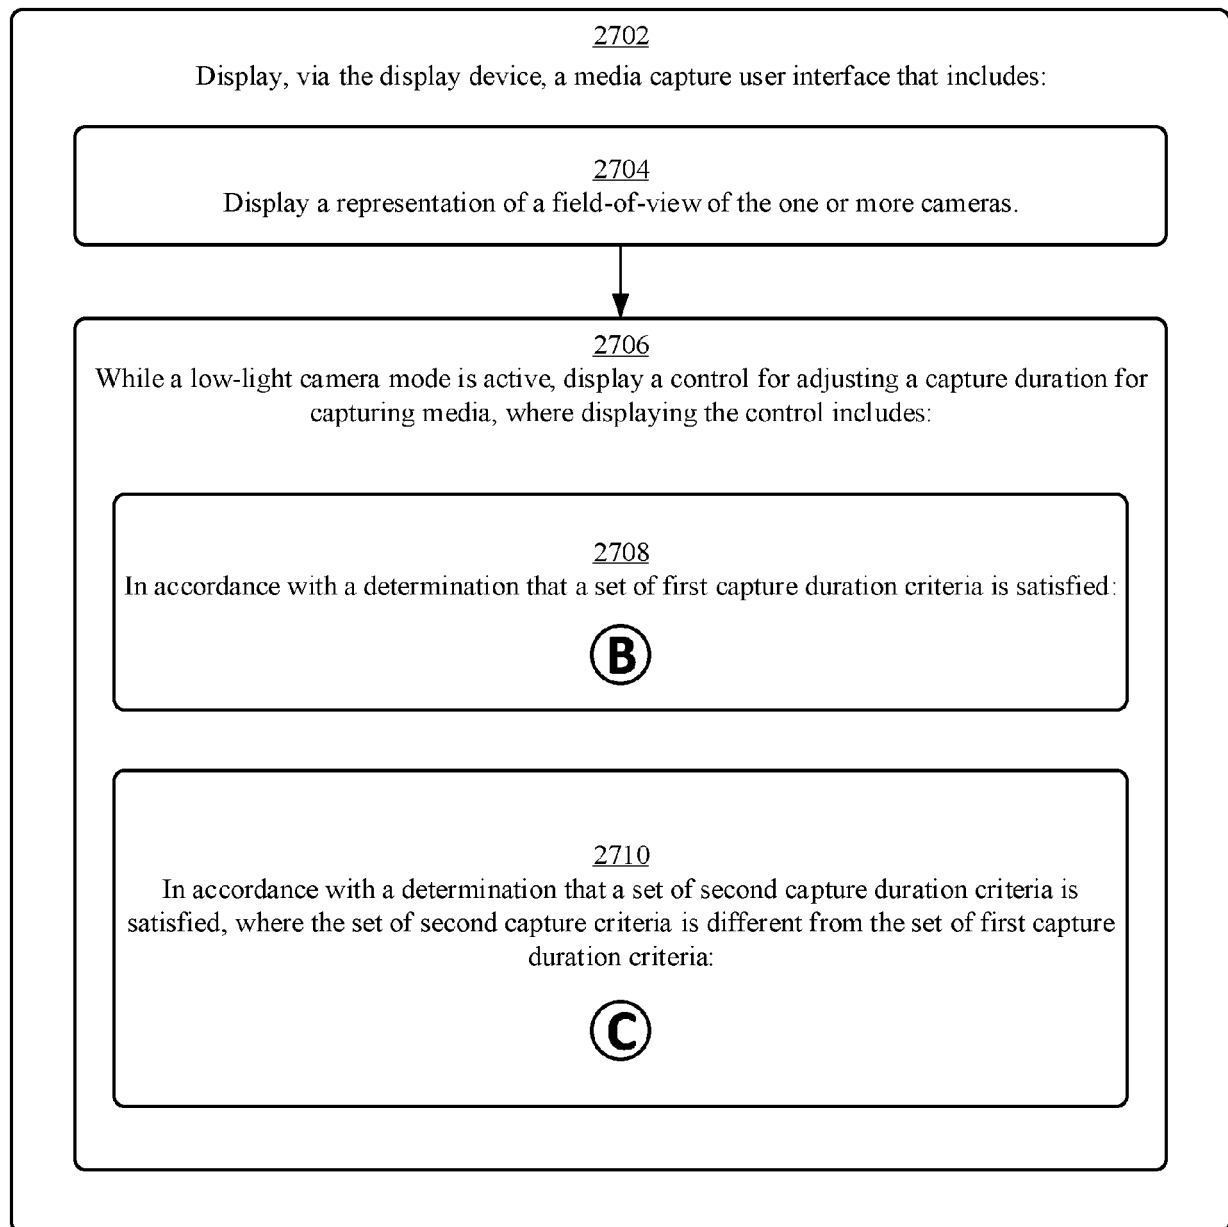 2702
Display, via the display device, a media capture user interface that includes:
2704
Display a representation of a field-of-view of the one or more cameras.
2706
While a low-light camera mode is active, display a control for adjusting a capture duration for
capturing media, where displaying the control includes:
2708
In accordance with a determination that a set of first capture duration criteria is satisfied:
B
2710
In accordance with a determination that a set of second capture duration criteria is
satisfied, where the set of second capture criteria is different from the set of first capture
duration criteria:
C